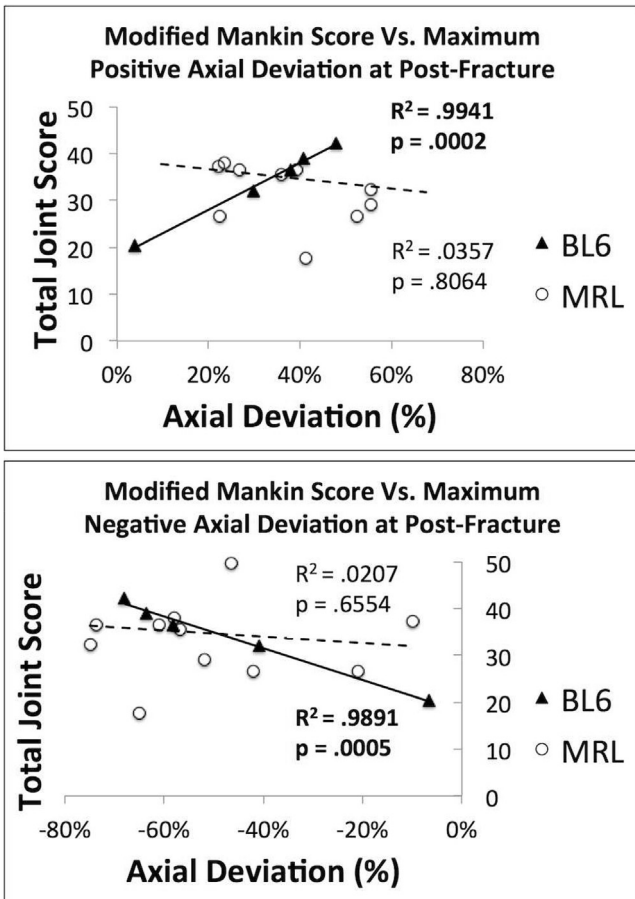 Modified Mankin Score Vs. Maximum
Positive Axial Deviation at Post-Fracture
Total Joint Score
50
40
30
20
10
0
R² = .9941
p = .0002
R² = .0357
p = .8064
BL6
MRL
0%
20%
40%
60%
80%
Axial Deviation (%)
Modified Mankin Score Vs. Maximum
Negative Axial Deviation at Post-Fracture
Total Joint Score
R² = .0207
p = .6554
R² = .9891
p = .0005
50
40
30
20
10
0
BL6
MRL
-80%
-60%
-40%
-20%
0%
Axial Deviation (%)